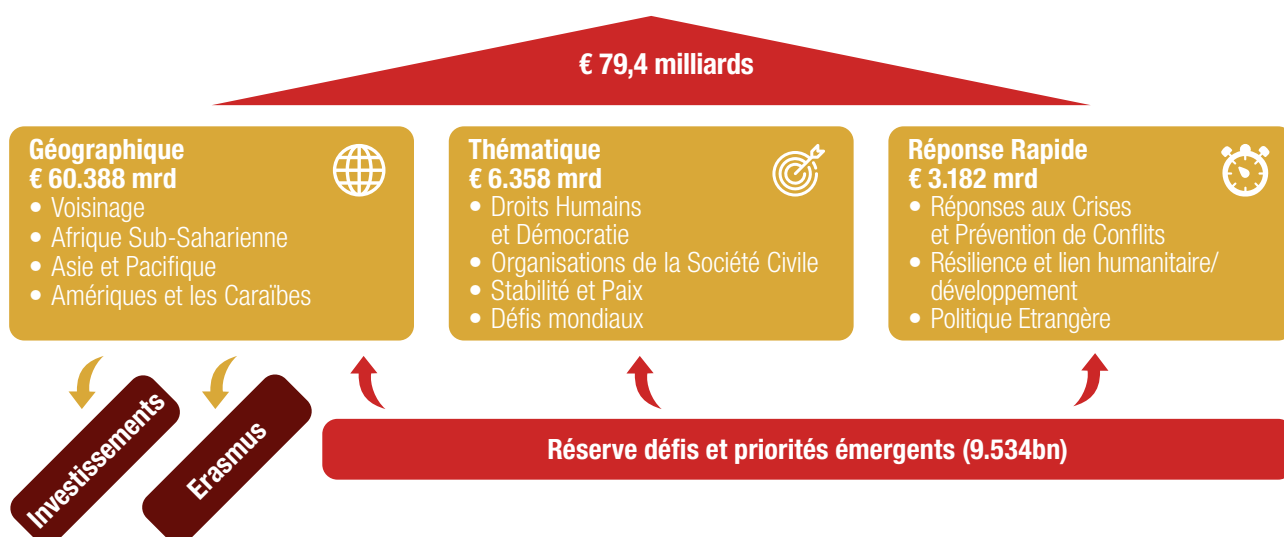 € 79,4 milliards
Géographique
€ 60.388 mrd
• Voisinage
• Afrique Sub-Saharienne
• Asie et Pacifique
• Amériques et les Caraïbes
Thématique
€ 6.358 mrd
• Droits Humains
et Démocratie
• Organisations de la Société Civile
• Stabilité et Paix
• Défis mondiaux
Réponse Rapide
€ 3.182 mrd
• Réponses aux Crises
et Prévention de Conflits
• Résilience et lien humanitaire/
développement
• Politique Etrangère
Investissements
Erasmus
Réserve défis et priorités émergents (9.534bn)